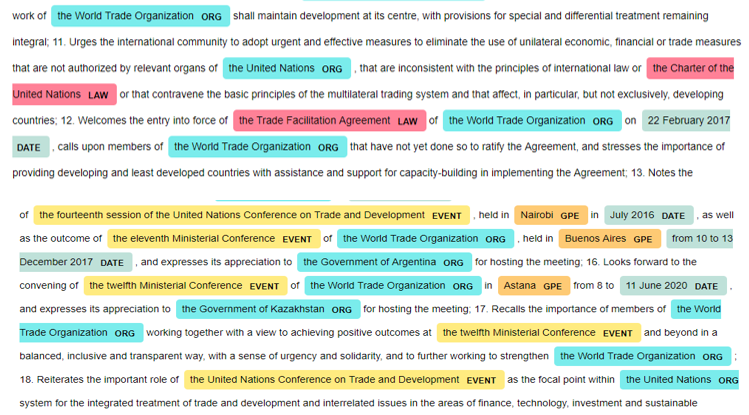 work of the World Trade Organization ORG shall maintain development at its centre, with provisions for special and differential treatment remaining
integral; 11. Urges the international community to adopt urgent and effective measures to eliminate the use of unilateral economic, financial or trade measures
that are not authorized by relevant organs of the United Nations ORG , that are inconsistent with the principles of international law or the Charter of the
United Nations LAW or that contravene the basic principles of the multilateral trading system and that affect, in particular, but not exclusively, developing
countries; 12. Welcomes the entry into force of the Trade Facilitation Agreement LAW of the World Trade Organization ORG on 22 February 2017
DATE , calls upon members of the World Trade Organization ORG that have not yet done so to ratify the Agreement, and stresses the importance of
providing developing and least developed countries with assistance and support for capacity-building in implementing the Agreement; 13. Notes the
of the fourteenth session of the United Nations Conference on Trade and Development EVENT , held in Nairobi GPE in July 2016 DATE , as well
as the outcome of the eleventh Ministerial Conference EVENT of the World Trade Organization ORG , held in Buenos Aires GPE from 10 to 13
December 2017 DATE , and expresses its appreciation to the Government of Argentina ORG for hosting the meeting; 16. Looks forward to the
convening of the twelfth Ministerial Conference EVENT of the World Trade Organization ORG in Astana GPE from 8 to 11 June 2020 DATE ,
and expresses its appreciation to the Government of Kazakhstan ORG for hosting the meeting; 17. Recalls the importance of members of the World
Trade Organization ORG working together with a view to achieving positive outcomes at the twelfth Ministerial Conference EVENT and beyond in a
balanced, inclusive and transparent way, with a sense of urgency and solidarity, and to further working to strengthen the World Trade Organization ORG ;
18. Reiterates the important role of the United Nations Conference on Trade and Development EVENT as the focal point within the United Nations ORG
system for the integrated treatment of trade and development and interrelated issues in the areas of finance, technology, investment and sustainable